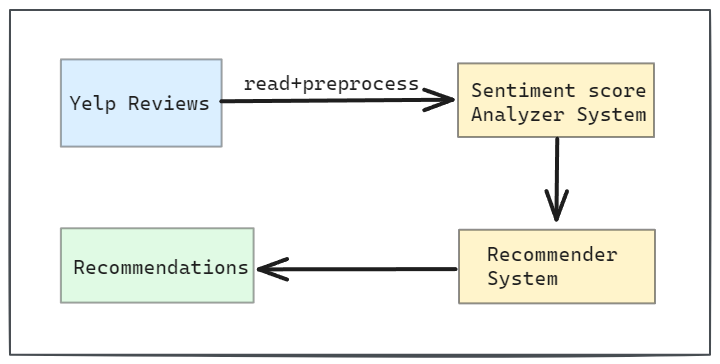 Yelp Reviews
read+preprocess
Sentiment score
Analyzer System
Recommendations
Recommender
System